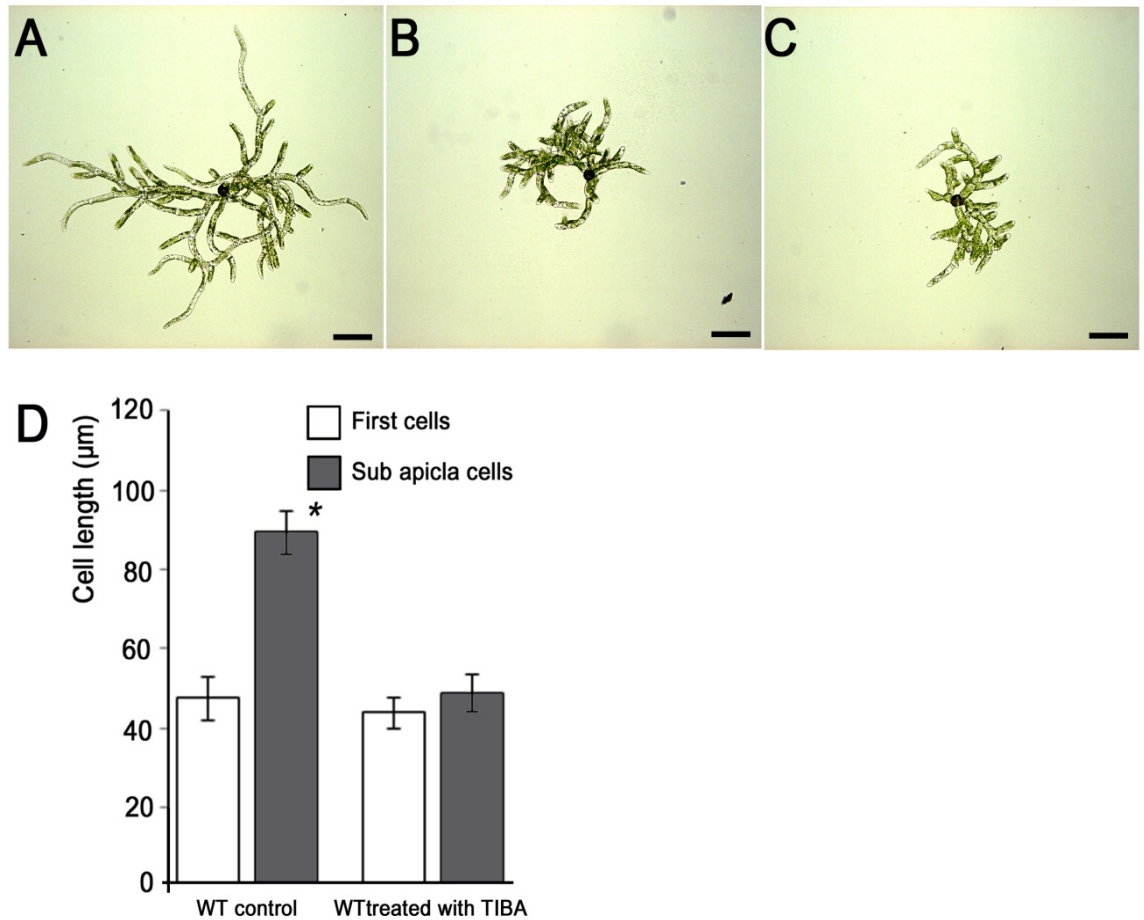 A
B
C
D
120
100
80
60
40
20
0
Cell length (µm)
First cells
Sub apicla cells
*
WT control
WTtreated with TIBA